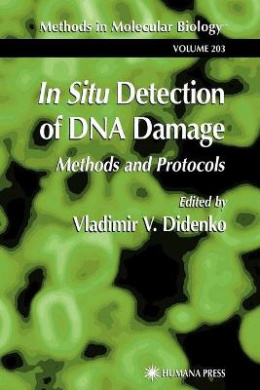 Methods in Molecular Biology™
VOLUME 203
In Situ Detection
of DNA Damage
Methods and Protocols
Edited by
Vladimir V. Didenko
HUMANA PRESS